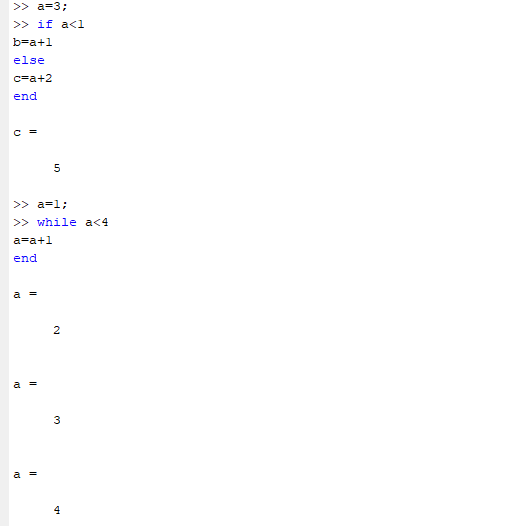 >> a=3;
>> if a<1
b=a+1
else
c=a+2
end
c =
5
>> a=1;
>> while a<4
a=a+1
end
a =
2
a =
3
a =
4